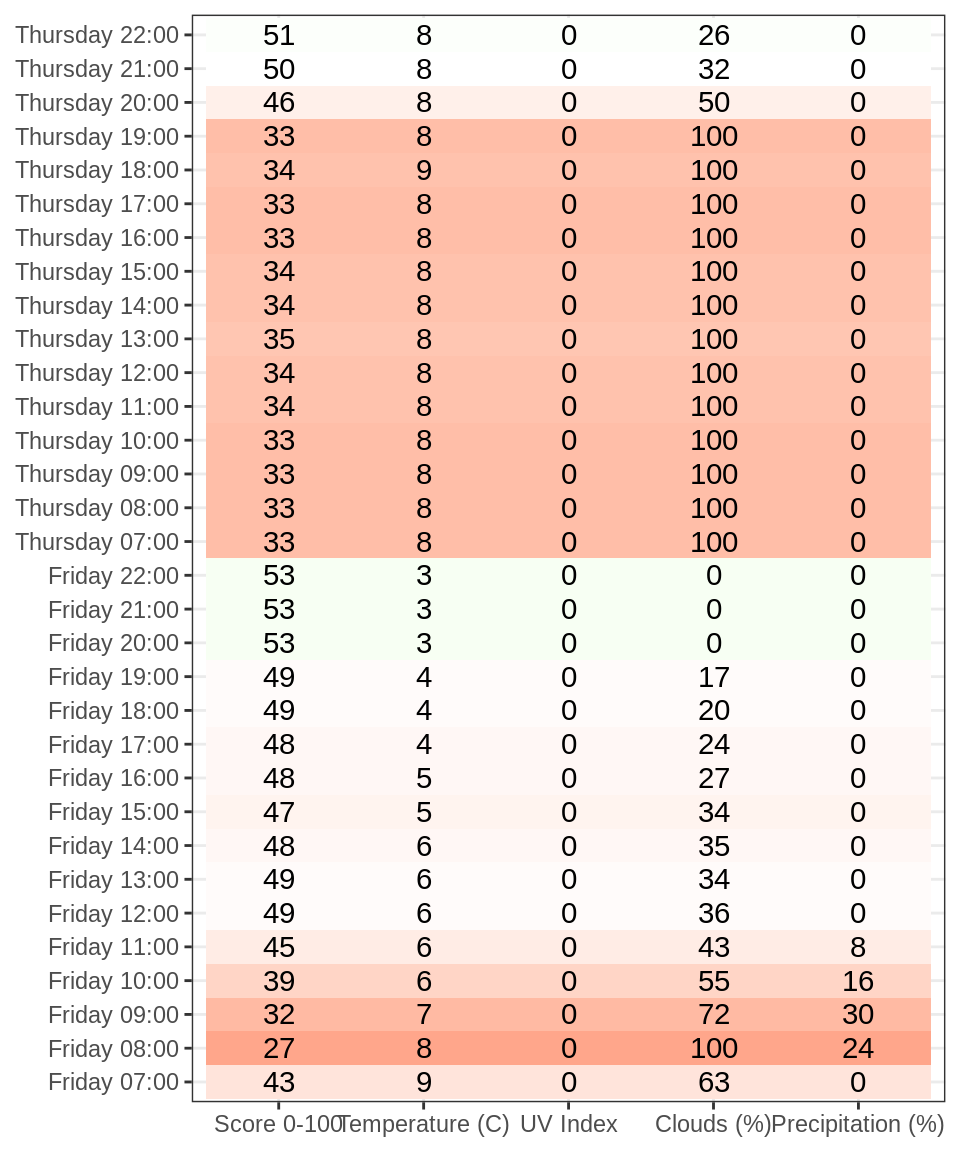 Thursday 22:00 51 8 0 26 0
Thursday 21:00 50 8 0 32 0
Thursday 20:00 46 8 0 50 0
Thursday 19:00 33 8 0 100 0
Thursday 18:00 34 9 0 100 0
Thursday 17:00 33 8 0 100 0
Thursday 16:00 33 8 0 100 0
Thursday 15:00 34 8 0 100 0
Thursday 14:00 34 8 0 100 0
Thursday 13:00 35 8 0 100 0
Thursday 12:00 34 8 0 100 0
Thursday 11:00 34 8 0 100 0
Thursday 10:00 33 8 0 100 0
Thursday 09:00 33 8 0 100 0
Thursday 08:00 33 8 0 100 0
Thursday 07:00 33 8 0 100 0
Friday 22:00 53 3 0 0 0
Friday 21:00 53 3 0 0 0
Friday 20:00 53 3 0 0 0
Friday 19:00 49 4 0 17 0
Friday 18:00 49 4 0 20 0
Friday 17:00 48 4 0 24 0
Friday 16:00 48 5 0 27 0
Friday 15:00 47 5 0 34 0
Friday 14:00 48 6 0 35 0
Friday 13:00 49 6 0 34 0
Friday 12:00 49 6 0 36 0
Friday 11:00 45 6 0 43 8
Friday 10:00 39 6 0 55 16
Friday 09:00 32 7 0 72 30
Friday 08:00 27 8 0 100 24
Friday 07:00 43 9 0 63 0
Score 0-100 Temperature (C) UV Index Clouds (%) Precipitation (%)